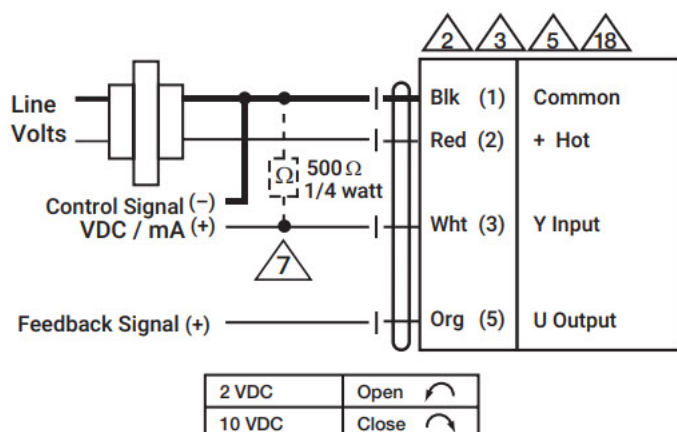 2 3 5 18
Line Volts
Blk (1) Common
Red (2) + Hot
Ω 500 Ω
1/4 watt
Control Signal (−)
VDC / mA (+)
Wht (3) Y Input
7
Feedback Signal (+)
Org (5) U Output
2 VDC Open
10 VDC Close